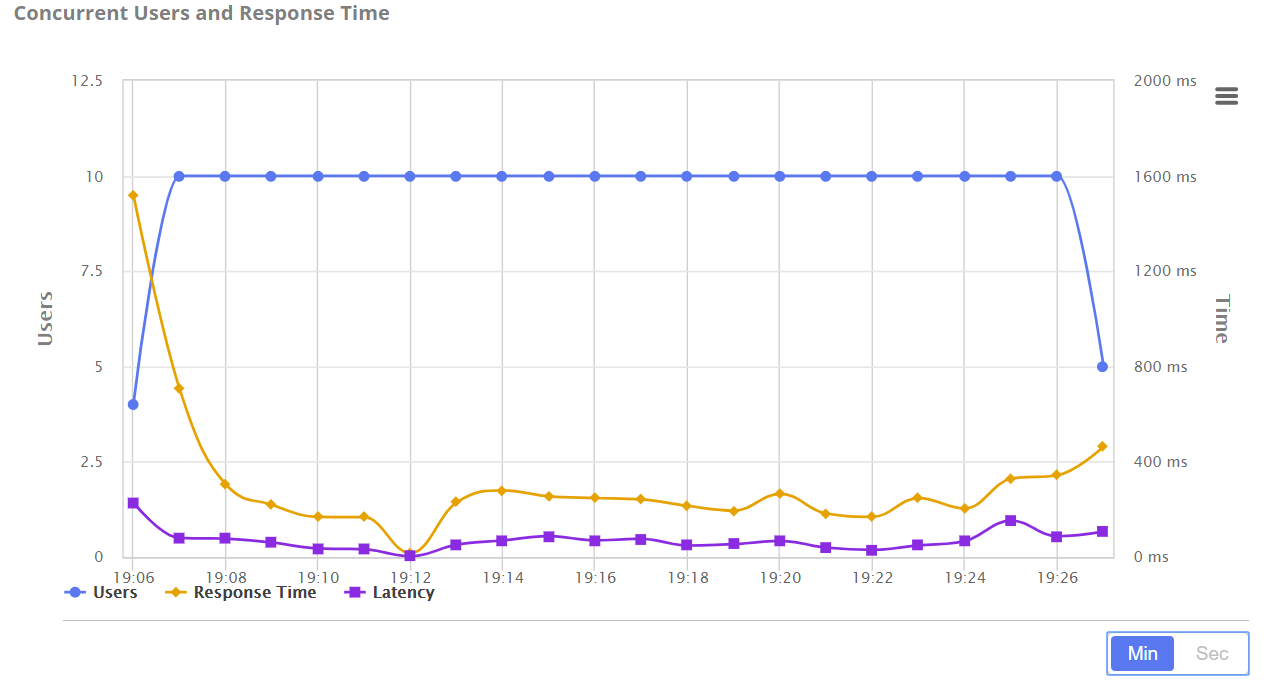 Concurrent Users and Response Time
12.5 2000 ms
10 1600 ms
7.5 1200 ms
Users Time
5 800 ms
2.5 400 ms
0 0 ms
19:06 19:08 19:10 19:12 19:14 19:16 19:18 19:20 19:22 19:24 19:26
Users Response Time Latency
Min Sec